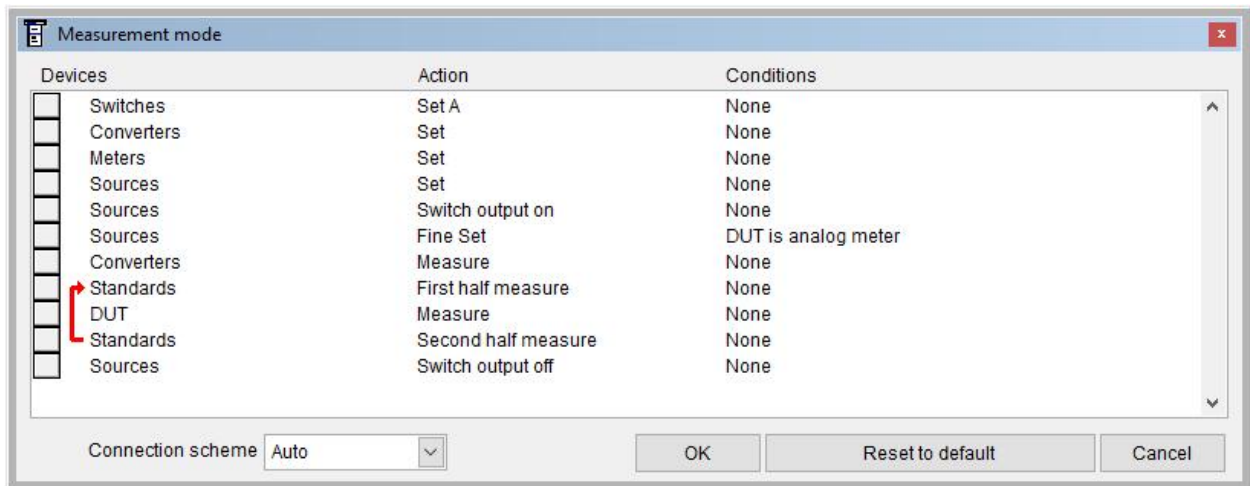 Measurement mode
x
Devices Action Conditions
Switches Set A None
Converters Set None
Meters Set None
Sources Set None
Sources Switch output on None
Sources Fine Set DUT is analog meter
Converters Measure None
Standards First half measure None
DUT Measure None
Standards Second half measure None
Sources Switch output off None
Connection scheme Auto OK Reset to default Cancel